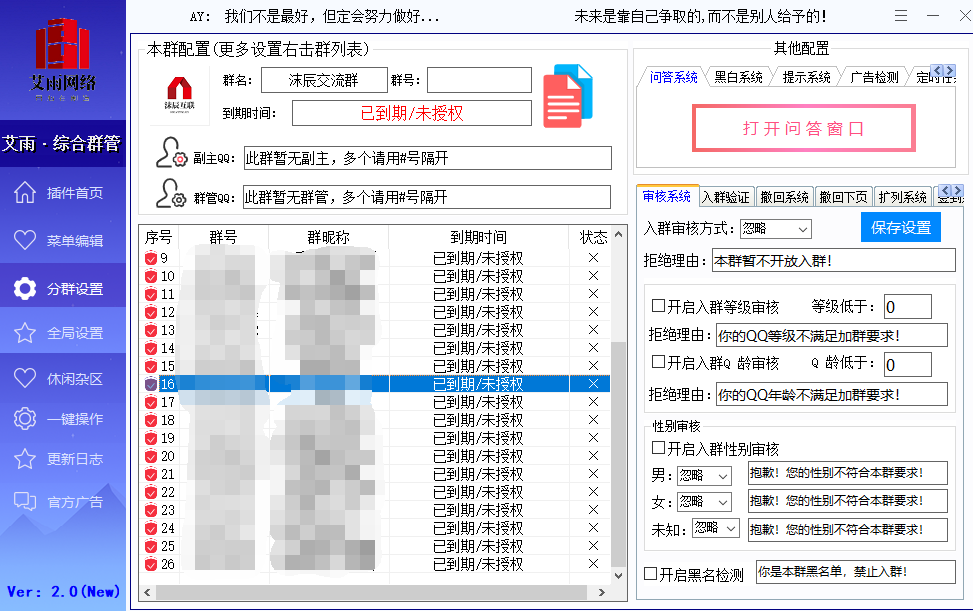 AY: 我们不是最好，但定会努力做好...
未来是靠自己争取的,而不是别人给予的!
艾雨网络
艾雨·综合群管
插件首页
菜单编辑
分群设置
全局设置
休闲杂区
一键操作
更新日志
官方广告
Ver: 2.0(New)
本群配置(更多设置右击群列表)
沫辰互联
群名:
沫辰交流群
群号:
到期时间:
已到期/未授权
副主QQ:
此群暂无副主，多个请用#号隔开
群管QQ:
此群暂无群管，多个请用#号隔开
序号 群号 群昵称 到期时间 状态
9 已到期/未授权 ×
10 已到期/未授权 ×
11 已到期/未授权 ×
12 已到期/未授权 ×
13 已到期/未授权 ×
14 已到期/未授权 ×
15 已到期/未授权 ×
16 已到期/未授权 ×
17 已到期/未授权 ×
18 已到期/未授权 ×
19 已到期/未授权 ×
20 已到期/未授权 ×
21 已到期/未授权 ×
22 已到期/未授权 ×
23 已到期/未授权 ×
24 已到期/未授权 ×
25 已到期/未授权 ×
26 已到期/未授权 ×
其他配置
问答系统 黑白系统 提示系统 广告检测 定时
打开问答窗口
审核系统 入群验证 撤回系统 撤回下页 扩列系统
入群审核方式: 忽略
保存设置
拒绝理由: 本群暂不开放入群!
开启入群等级审核 等级低于: 0
拒绝理由: 你的QQ等级不满足加群要求!
开启入群Q 龄审核 Q 龄低于: 0
拒绝理由: 你的QQ年龄不满足加群要求!
性别审核
开启入群性别审核
男: 忽略 抱歉! 您的性别不符合本群要求!
女: 忽略 抱歉! 您的性别不符合本群要求!
未知: 忽略 抱歉! 您的性别不符合本群要求!
开启黑名检测 你是本群黑名单，禁止入群!